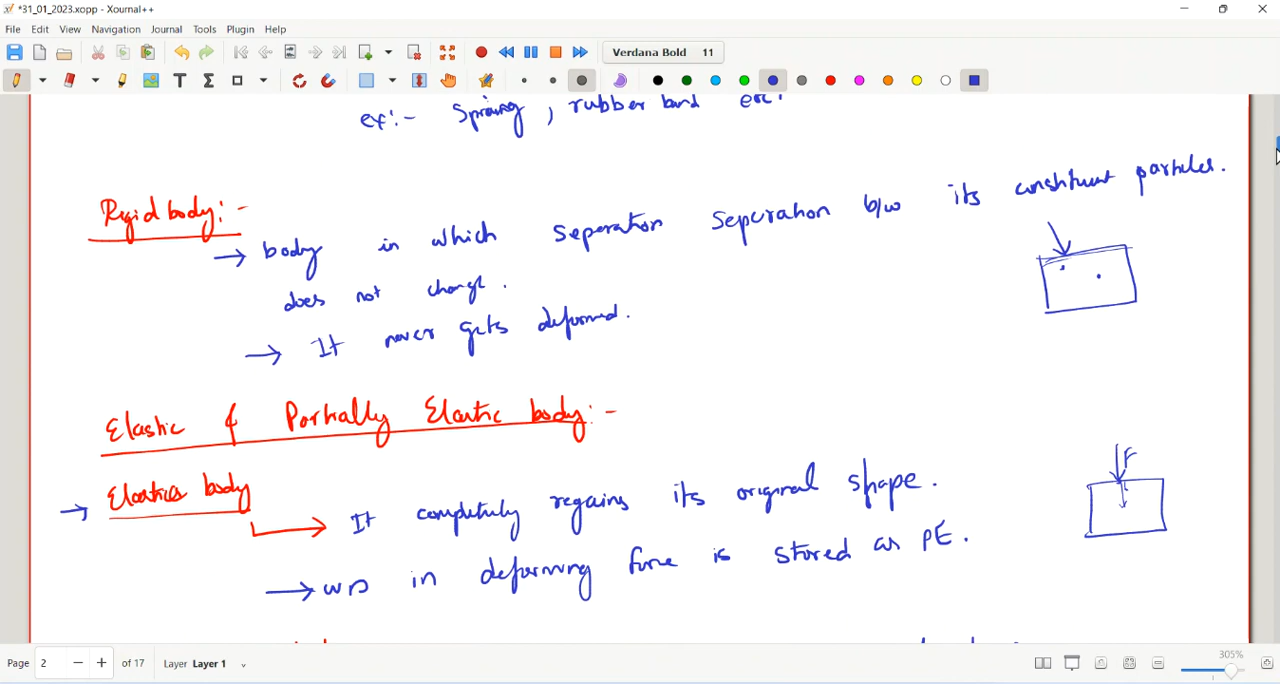 *31_01_2023.xopp - Xournal++
File Edit View Navigation Journal Tools Plugin Help
Verdana Bold 11
ex:- Spring, rubber band etc.
Rigid body:-
→ body in which seperation seperation b/w its constituent particles.
does not change.
→ It never gets deformed.
Elastic & Partially Elastic body:-
→ Elastic body
→ It completely regains its original shape.
F
→ WD in deforming force is stored as PE.
Page 2 of 17 Layer Layer 1
305%